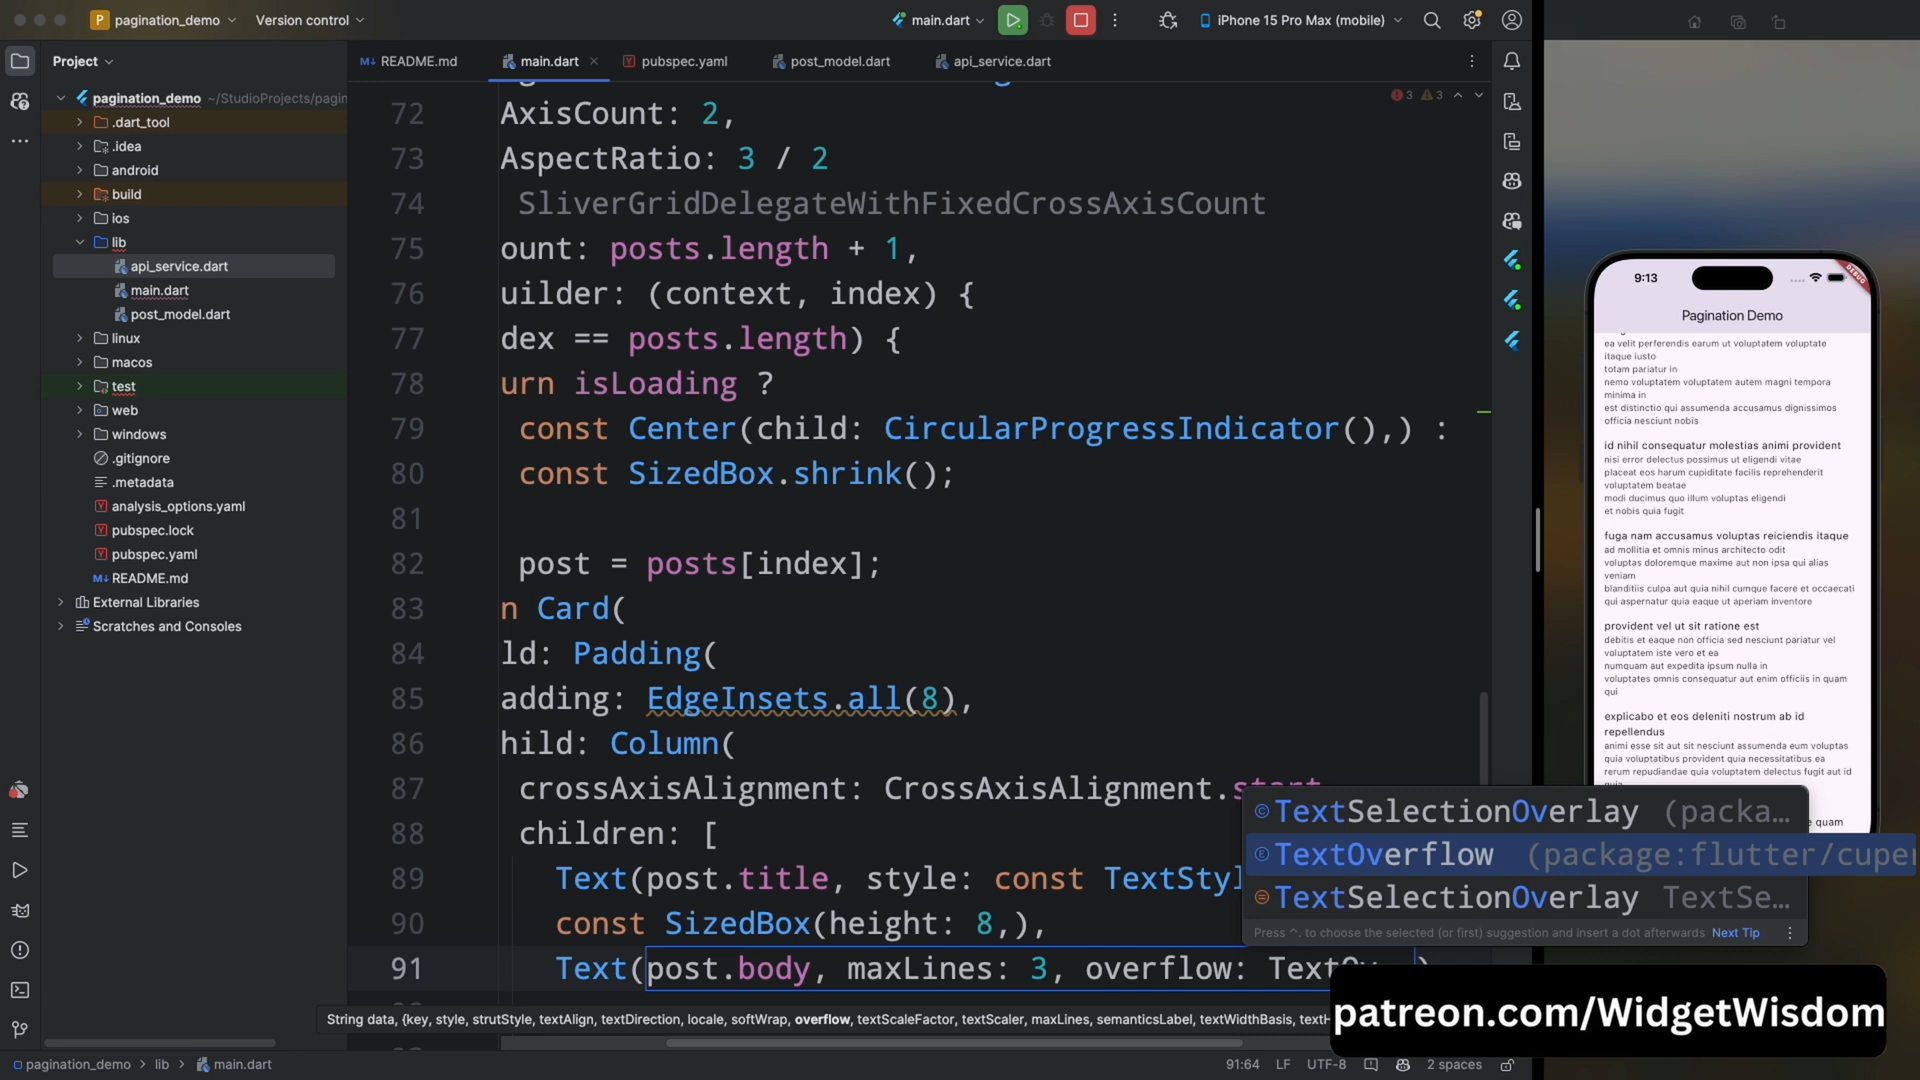 P pagination_demo Version control main.dart iPhone 15 Pro Max (mobile)
Project README.md main.dart pubspec.yaml post_model.dart api_service.dart
pagination_demo ~/StudioProjects/pagin
.dart_tool
.idea
android
build
ios
lib
api_service.dart
main.dart
post_model.dart
linux
macos
test
web
windows
.gitignore
.metadata
analysis_options.yaml
pubspec.lock
pubspec.yaml
README.md
External Libraries
Scratches and Consoles
3 3
72 AxisCount: 2,
73 AspectRatio: 3 / 2
74 SliverGridDelegateWithFixedCrossAxisCount
75 ount: posts.length + 1,
76 uilder: (context, index) {
77 dex == posts.length) {
78 urn isLoading ?
79 const Center(child: CircularProgressIndicator(),) :
80 const SizedBox.shrink();
81
82 post = posts[index];
83 n Card(
84 ld: Padding(
85 adding: EdgeInsets.all(8),
86 hild: Column(
87 crossAxisAlignment: CrossAxisAlignment.start
88 children: [
89 Text(post.title, style: const TextStyl
90 const SizedBox(height: 8,),
91 Text(post.body, maxLines: 3, overflow: TextOv
TextSelectionOverlay (packa...
TextOverflow (package:flutter/cuper
TextSelectionOverlay TextSe...
Press ^. to choose the selected (or first) suggestion and insert a dot afterwards Next Tip
String data, {key, style, strutStyle, textAlign, textDirection, locale, softWrap, overflow, textScaleFactor, textScaler, maxLines, semanticsLabel, textWidthBasis, textH
9:13
DEBUG
Pagination Demo
ea velit perferendis earum ut voluptatem voluptate
itaque iusto
totam pariatur in
nemo voluptatem voluptatem autem magni tempora
minima in
est distinctio qui assumenda accusamus dignissimos
officia nesciunt nobis
id nihil consequatur molestias animi provident
nisi error delectus possimus ut eligendi vitae
placeat eos harum cupiditate facilis reprehenderit
voluptatem beatae
modi ducimus quo illum voluptas eligendi
et nobis quia fugit
fuga nam accusamus voluptas reiciendis itaque
ad mollitia et omnis minus architecto odit
voluptas doloremque maxime aut non ipsa qui alias
veniam
blanditiis culpa aut quia nihil cumque facere et occaecati
qui aspernatur quia eaque ut aperiam inventore
provident vel ut sit ratione est
debitis et eaque non officia sed nesciunt pariatur vel
voluptatem iste vero et ea
numquam aut expedita ipsum nulla in
voluptates omnis consequatur aut enim officiis in quam
qui
explicabo et eos deleniti nostrum ab id
repellendus
animi esse sit aut sit nesciunt assumenda eum voluptas
quia voluptatibus provident quia necessitatibus ea
rerum repudiandae quia voluptatem delectus fugit aut id
quam
patreon.com/WidgetWisdom
pagination_demo lib main.dart 91:64 LF UTF-8 2 spaces